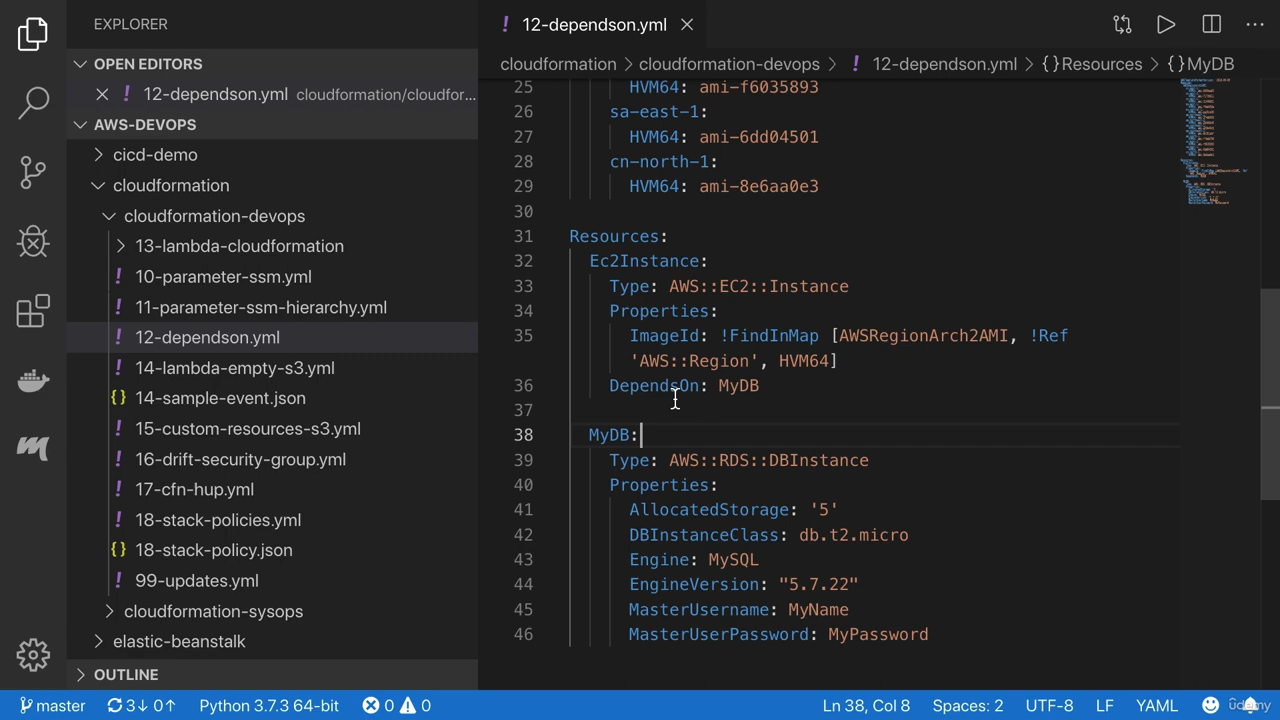 EXPLORER
OPEN EDITORS
12-dependson.yml cloudformation/cloudfor...
AWS-DEVOPS
cicd-demo
cloudformation
cloudformation-devops
13-lambda-cloudformation
10-parameter-ssm.yml
11-parameter-ssm-hierarchy.yml
12-dependson.yml
14-lambda-empty-s3.yml
{} 14-sample-event.json
15-custom-resources-s3.yml
16-drift-security-group.yml
17-cfn-hup.yml
18-stack-policies.yml
{} 18-stack-policy.json
99-updates.yml
cloudformation-sysops
elastic-beanstalk
OUTLINE
12-dependson.yml
cloudformation > cloudformation-devops > ! 12-dependson.yml > {} Resources > {} MyDB
25 HVM64: ami-f6035893
26 sa-east-1:
27 HVM64: ami-6dd04501
28 cn-north-1:
29 HVM64: ami-8e6aa0e3
30
31 Resources:
32 Ec2Instance:
33 Type: AWS::EC2::Instance
34 Properties:
35 ImageId: !FindInMap [AWSRegionArch2AMI, !Ref
'AWS::Region', HVM64]
36 DependsOn: MyDB
37
38 MyDB:
39 Type: AWS::RDS::DBInstance
40 Properties:
41 AllocatedStorage: '5'
42 DBInstanceClass: db.t2.micro
43 Engine: MySQL
44 EngineVersion: "5.7.22"
45 MasterUsername: MyName
46 MasterUserPassword: MyPassword
master 3↓ 0↑ Python 3.7.3 64-bit 0 0 Ln 38, Col 8 Spaces: 2 UTF-8 LF YAML
udemy